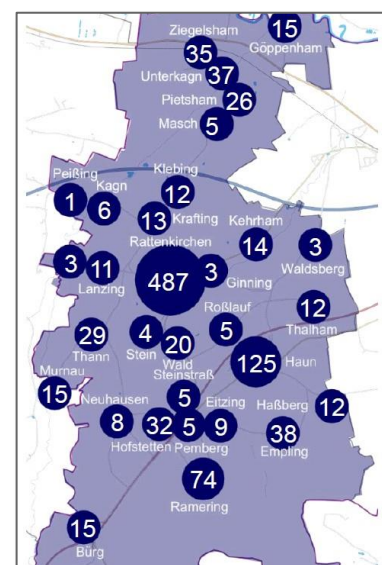 Ziegelsham
15
35
Göppenham
Unterkagn
37
Pietsham
26
Masch
5
Klebing
Peißing
Kagn
12
1
6
13
Krafting
Kehrham
Rattenkirchen
14
3
Waldsberg
3
11
487
3
Ginning
Lanzing
Roßlauf
12
Thalham
29
4
20
5
Thann
Stein
Wald
125
Haun
Murnau
Steinstraß
15
5
Haßberg
Neuhausen
Eitzing
12
8
32
5
9
38
Hofstetten
Pemberg
Empling
74
Ramering
15
Bürg